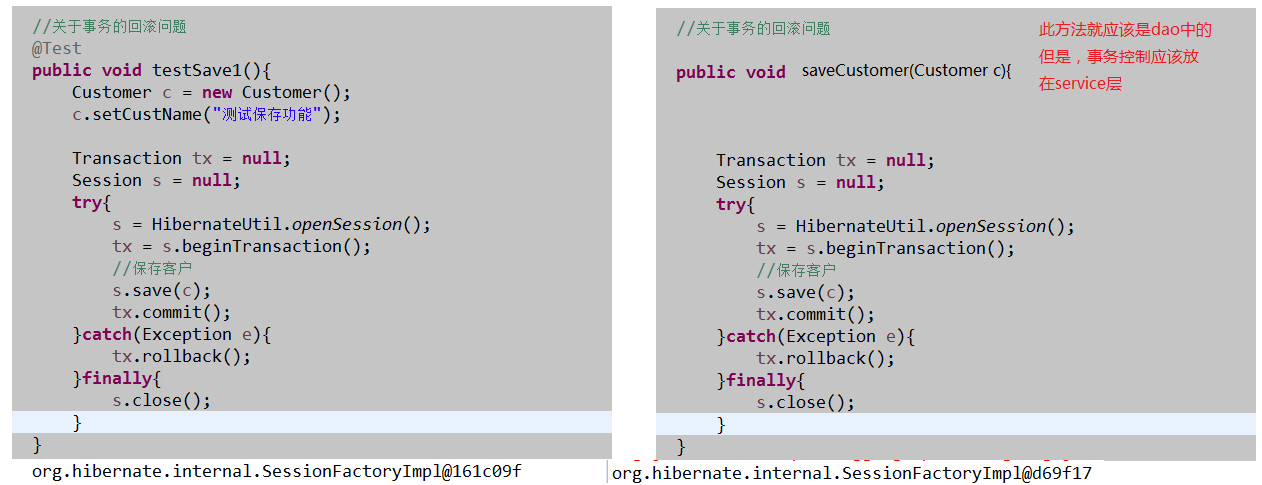 //关于事务的回滚问题
@Test
public void testSave1(){
Customer c = new Customer();
c.setCustName("测试保存功能");
Transaction tx = null;
Session s = null;
try{
s = HibernateUtil.openSession();
tx = s.beginTransaction();
//保存客户
s.save(c);
tx.commit();
}catch(Exception e){
tx.rollback();
}finally{
s.close();
}
}
org.hibernate.internal.SessionFactoryImpl@161c09f
//关于事务的回滚问题
public void saveCustomer(Customer c){
此方法就应该是dao中的
但是，事务控制应该放
在service层
Transaction tx = null;
Session s = null;
try{
s = HibernateUtil.openSession();
tx = s.beginTransaction();
//保存客户
s.save(c);
tx.commit();
}catch(Exception e){
tx.rollback();
}finally{
s.close();
}
}
org.hibernate.internal.SessionFactoryImpl@d69f17